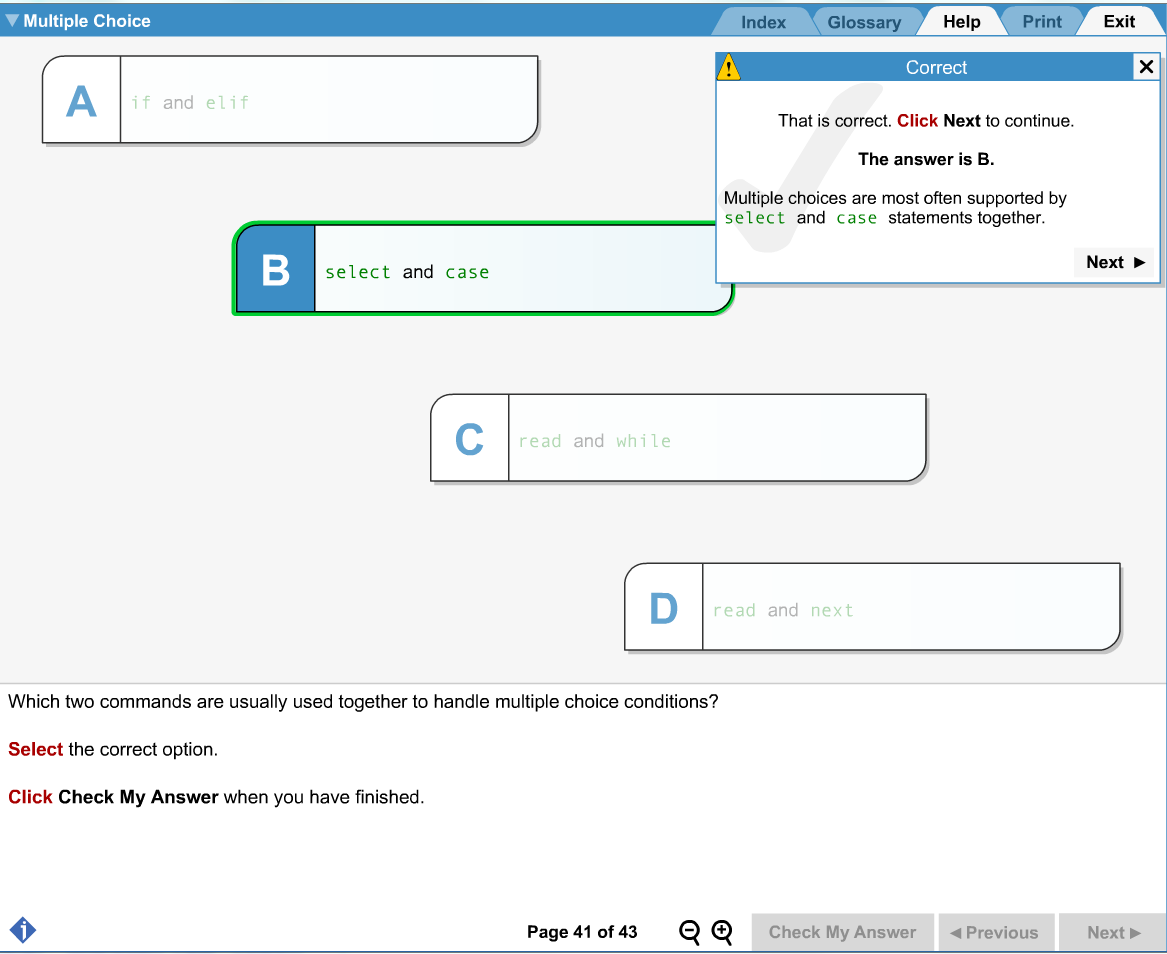 Multiple Choice
Index Glossary Help Print Exit
A if and elif
Correct
That is correct. Click Next to continue.
The answer is B.
Multiple choices are most often supported by
select and case statements together.
Next
B select and case
C read and while
D read and next
Which two commands are usually used together to handle multiple choice conditions?
Select the correct option.
Click Check My Answer when you have finished.
Page 41 of 43 Check My Answer Previous Next